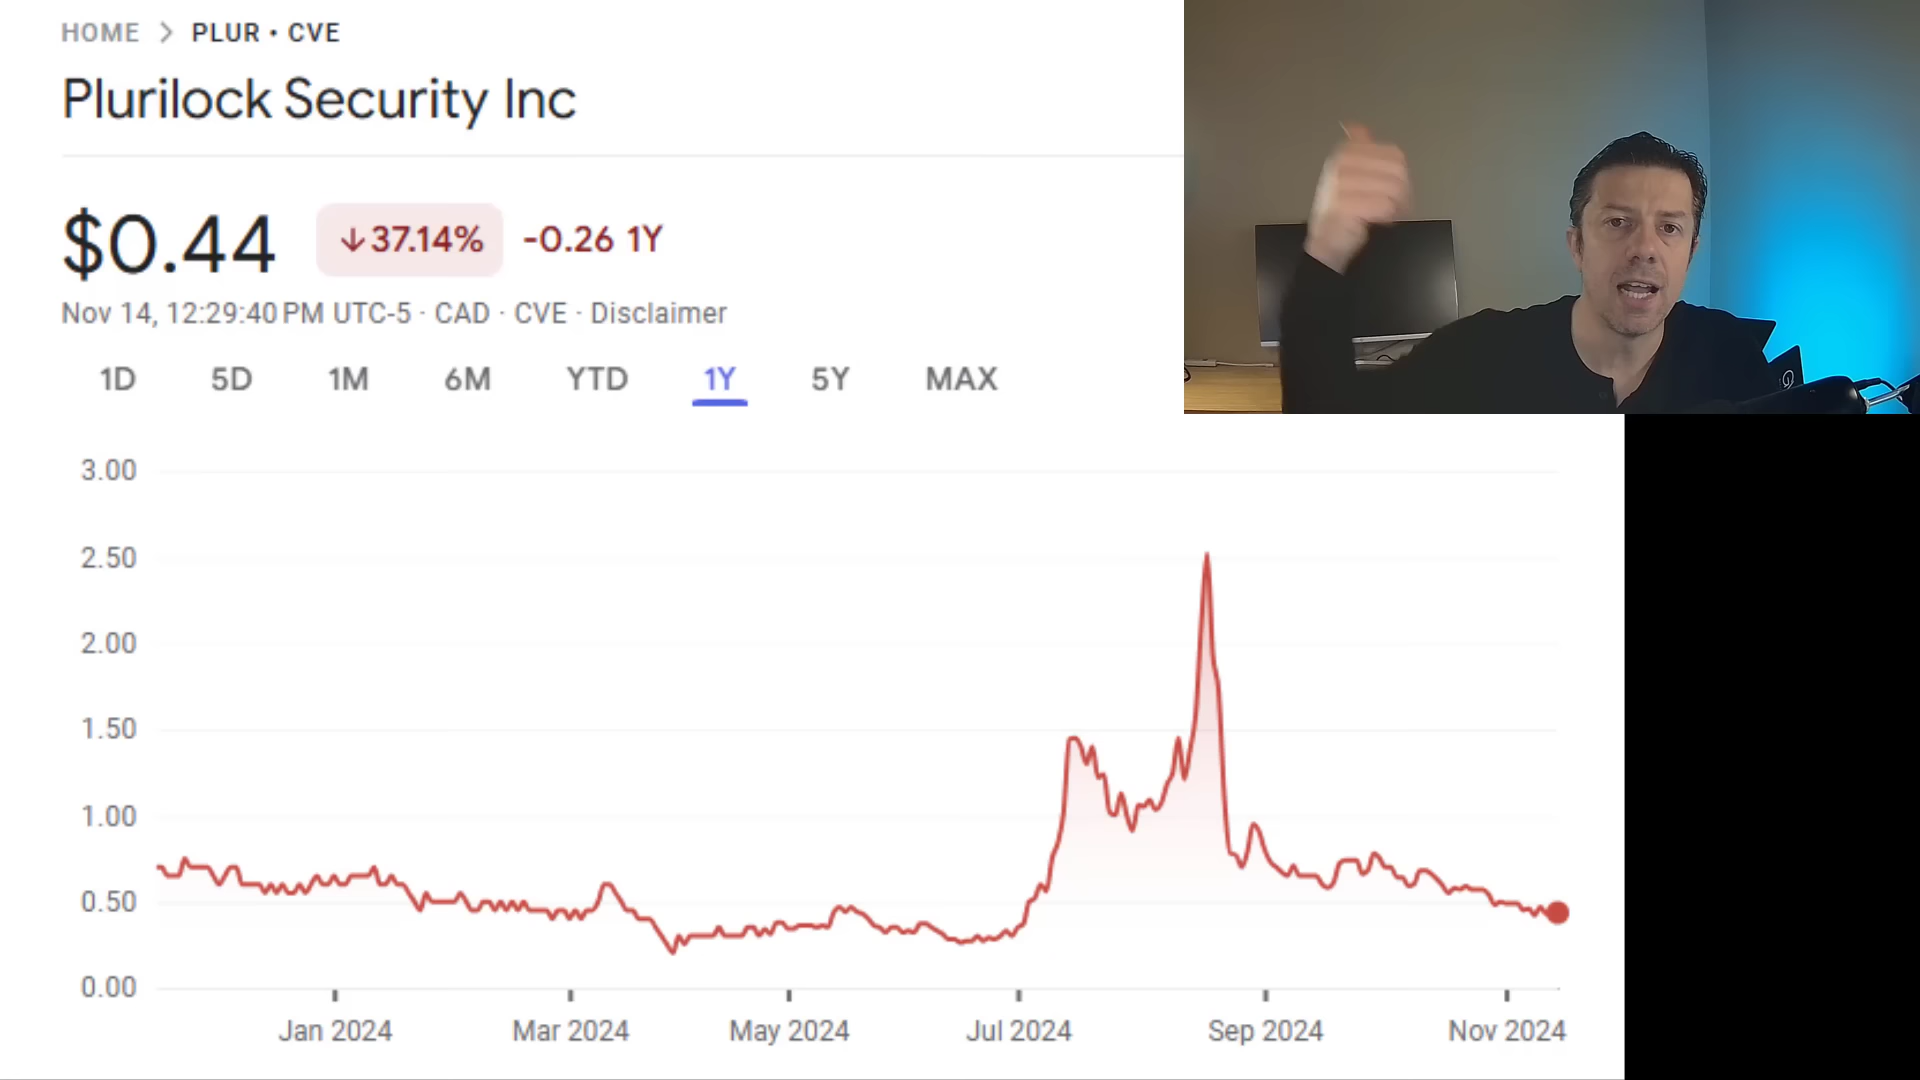 HOME > PLUR • CVE
Plurilock Security Inc
$0.44 ↓37.14% -0.26 1Y
Nov 14, 12:29:40 PM UTC-5 · CAD · CVE · Disclaimer
1D 5D 1M 6M YTD 1Y 5Y MAX
3.00
2.50
2.00
1.50
1.00
0.50
0.00
Jan 2024 Mar 2024 May 2024 Jul 2024 Sep 2024 Nov 2024